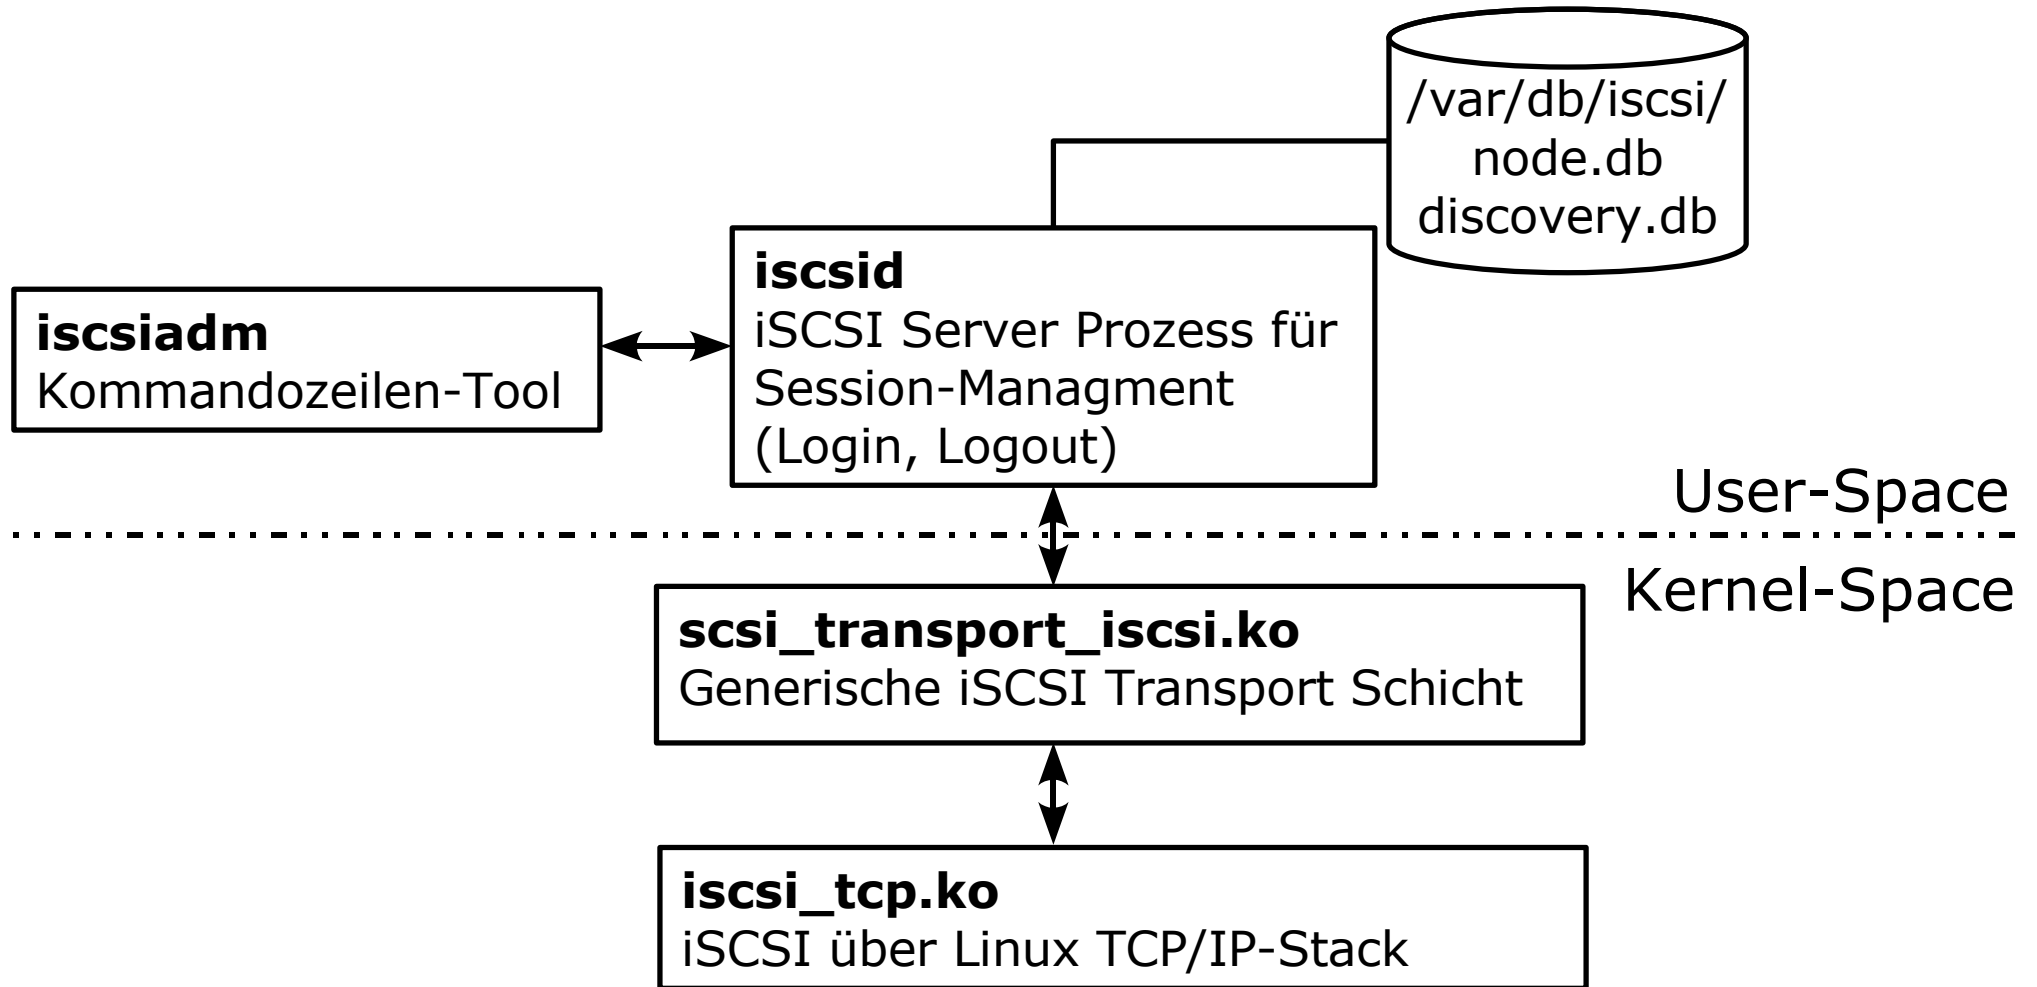 /var/db/iscsi/
node.db
discovery.db
iscsid
iSCSI Server Prozess für
Session-Managment
(Login, Logout)
iscsiadm
Kommandozeilen-Tool
User-Space
Kernel-Space
scsi_transport_iscsi.ko
Generische iSCSI Transport Schicht
iscsi_tcp.ko
iSCSI über Linux TCP/IP-Stack